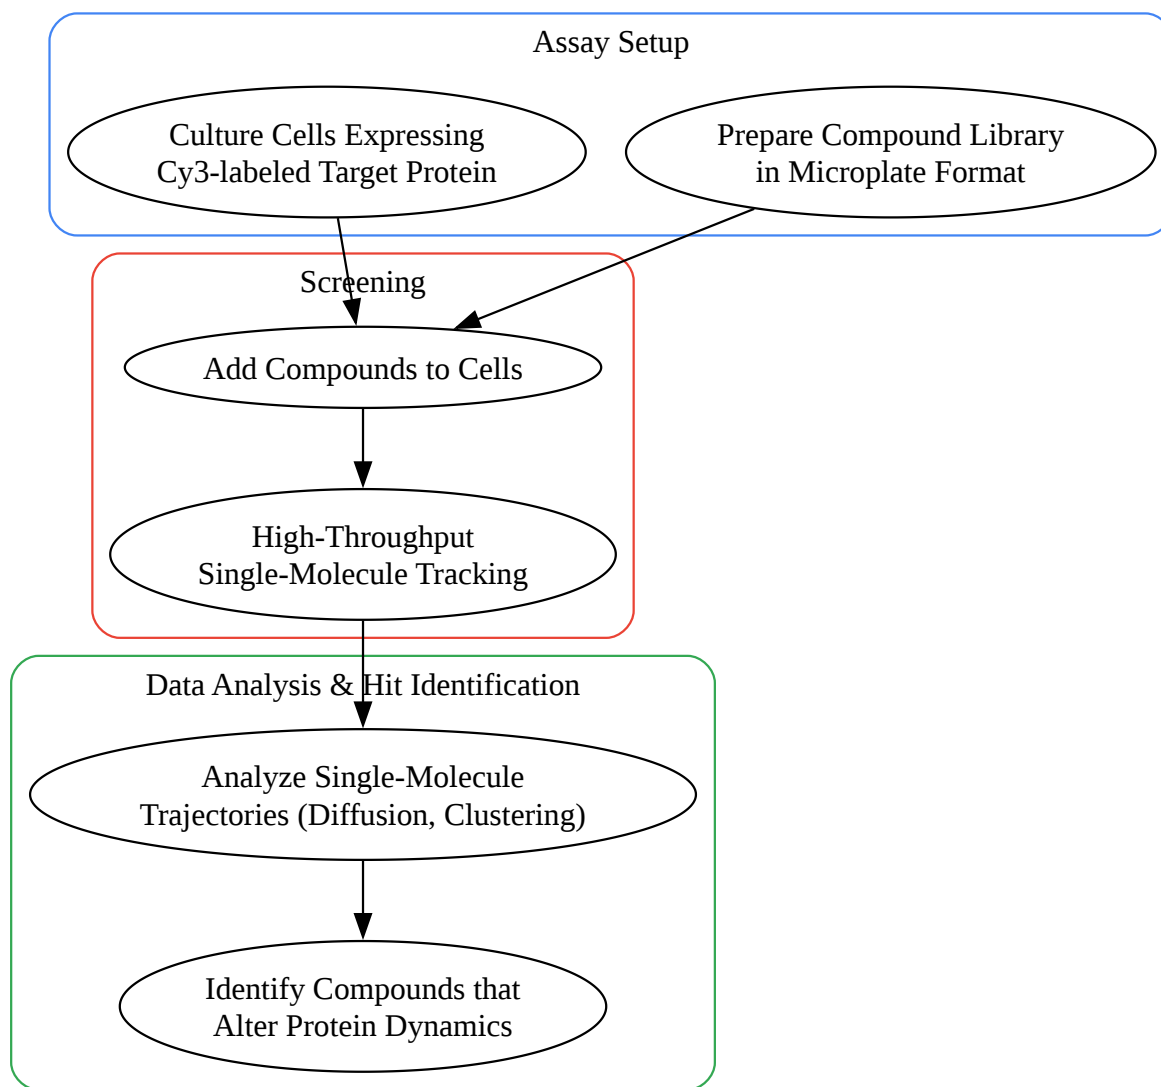 Assay Setup
Culture Cells Expressing
Cy3-labeled Target Protein
Prepare Compound Library
in Microplate Format
Screening
Add Compounds to Cells
High-Throughput
Single-Molecule Tracking
Data Analysis & Hit Identification
Analyze Single-Molecule
Trajectories (Diffusion, Clustering)
Identify Compounds that
Alter Protein Dynamics